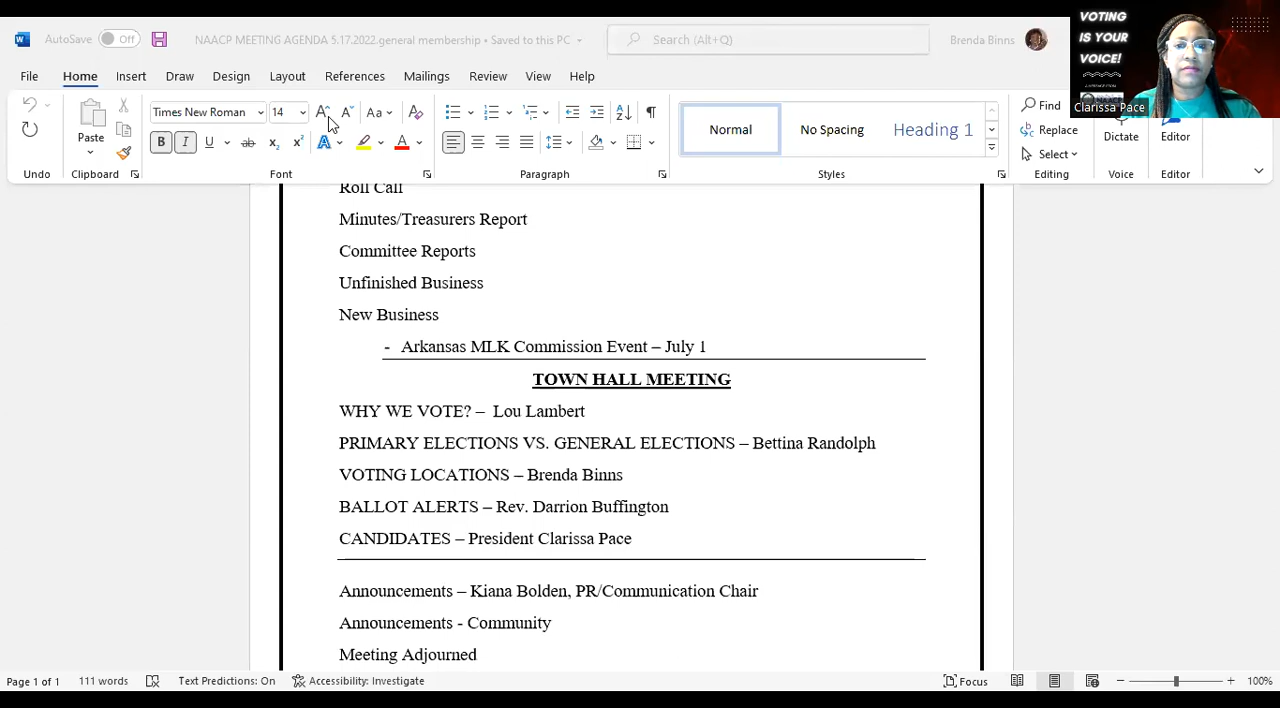 AutoSave Off NAACP MEETING AGENDA 5.17.2022.general membership • Saved to this PC Search (Alt+Q) Brenda Binns
VOTING
IS YOUR
VOICE!
Clarissa Pace
File Home Insert Draw Design Layout References Mailings Review View Help
Times New Roman 14 Aa Normal No Spacing Heading 1 Find
Paste Replace Dictate Editor
Select
Undo Clipboard Font Paragraph Styles Editing Voice Editor
Roll Call
Minutes/Treasurers Report
Committee Reports
Unfinished Business
New Business
- Arkansas MLK Commission Event – July 1
TOWN HALL MEETING
WHY WE VOTE? – Lou Lambert
PRIMARY ELECTIONS VS. GENERAL ELECTIONS – Bettina Randolph
VOTING LOCATIONS – Brenda Binns
BALLOT ALERTS – Rev. Darrion Buffington
CANDIDATES – President Clarissa Pace
Announcements – Kiana Bolden, PR/Communication Chair
Announcements - Community
Meeting Adjourned
Page 1 of 1 111 words Text Predictions: On Accessibility: Investigate Focus 100%